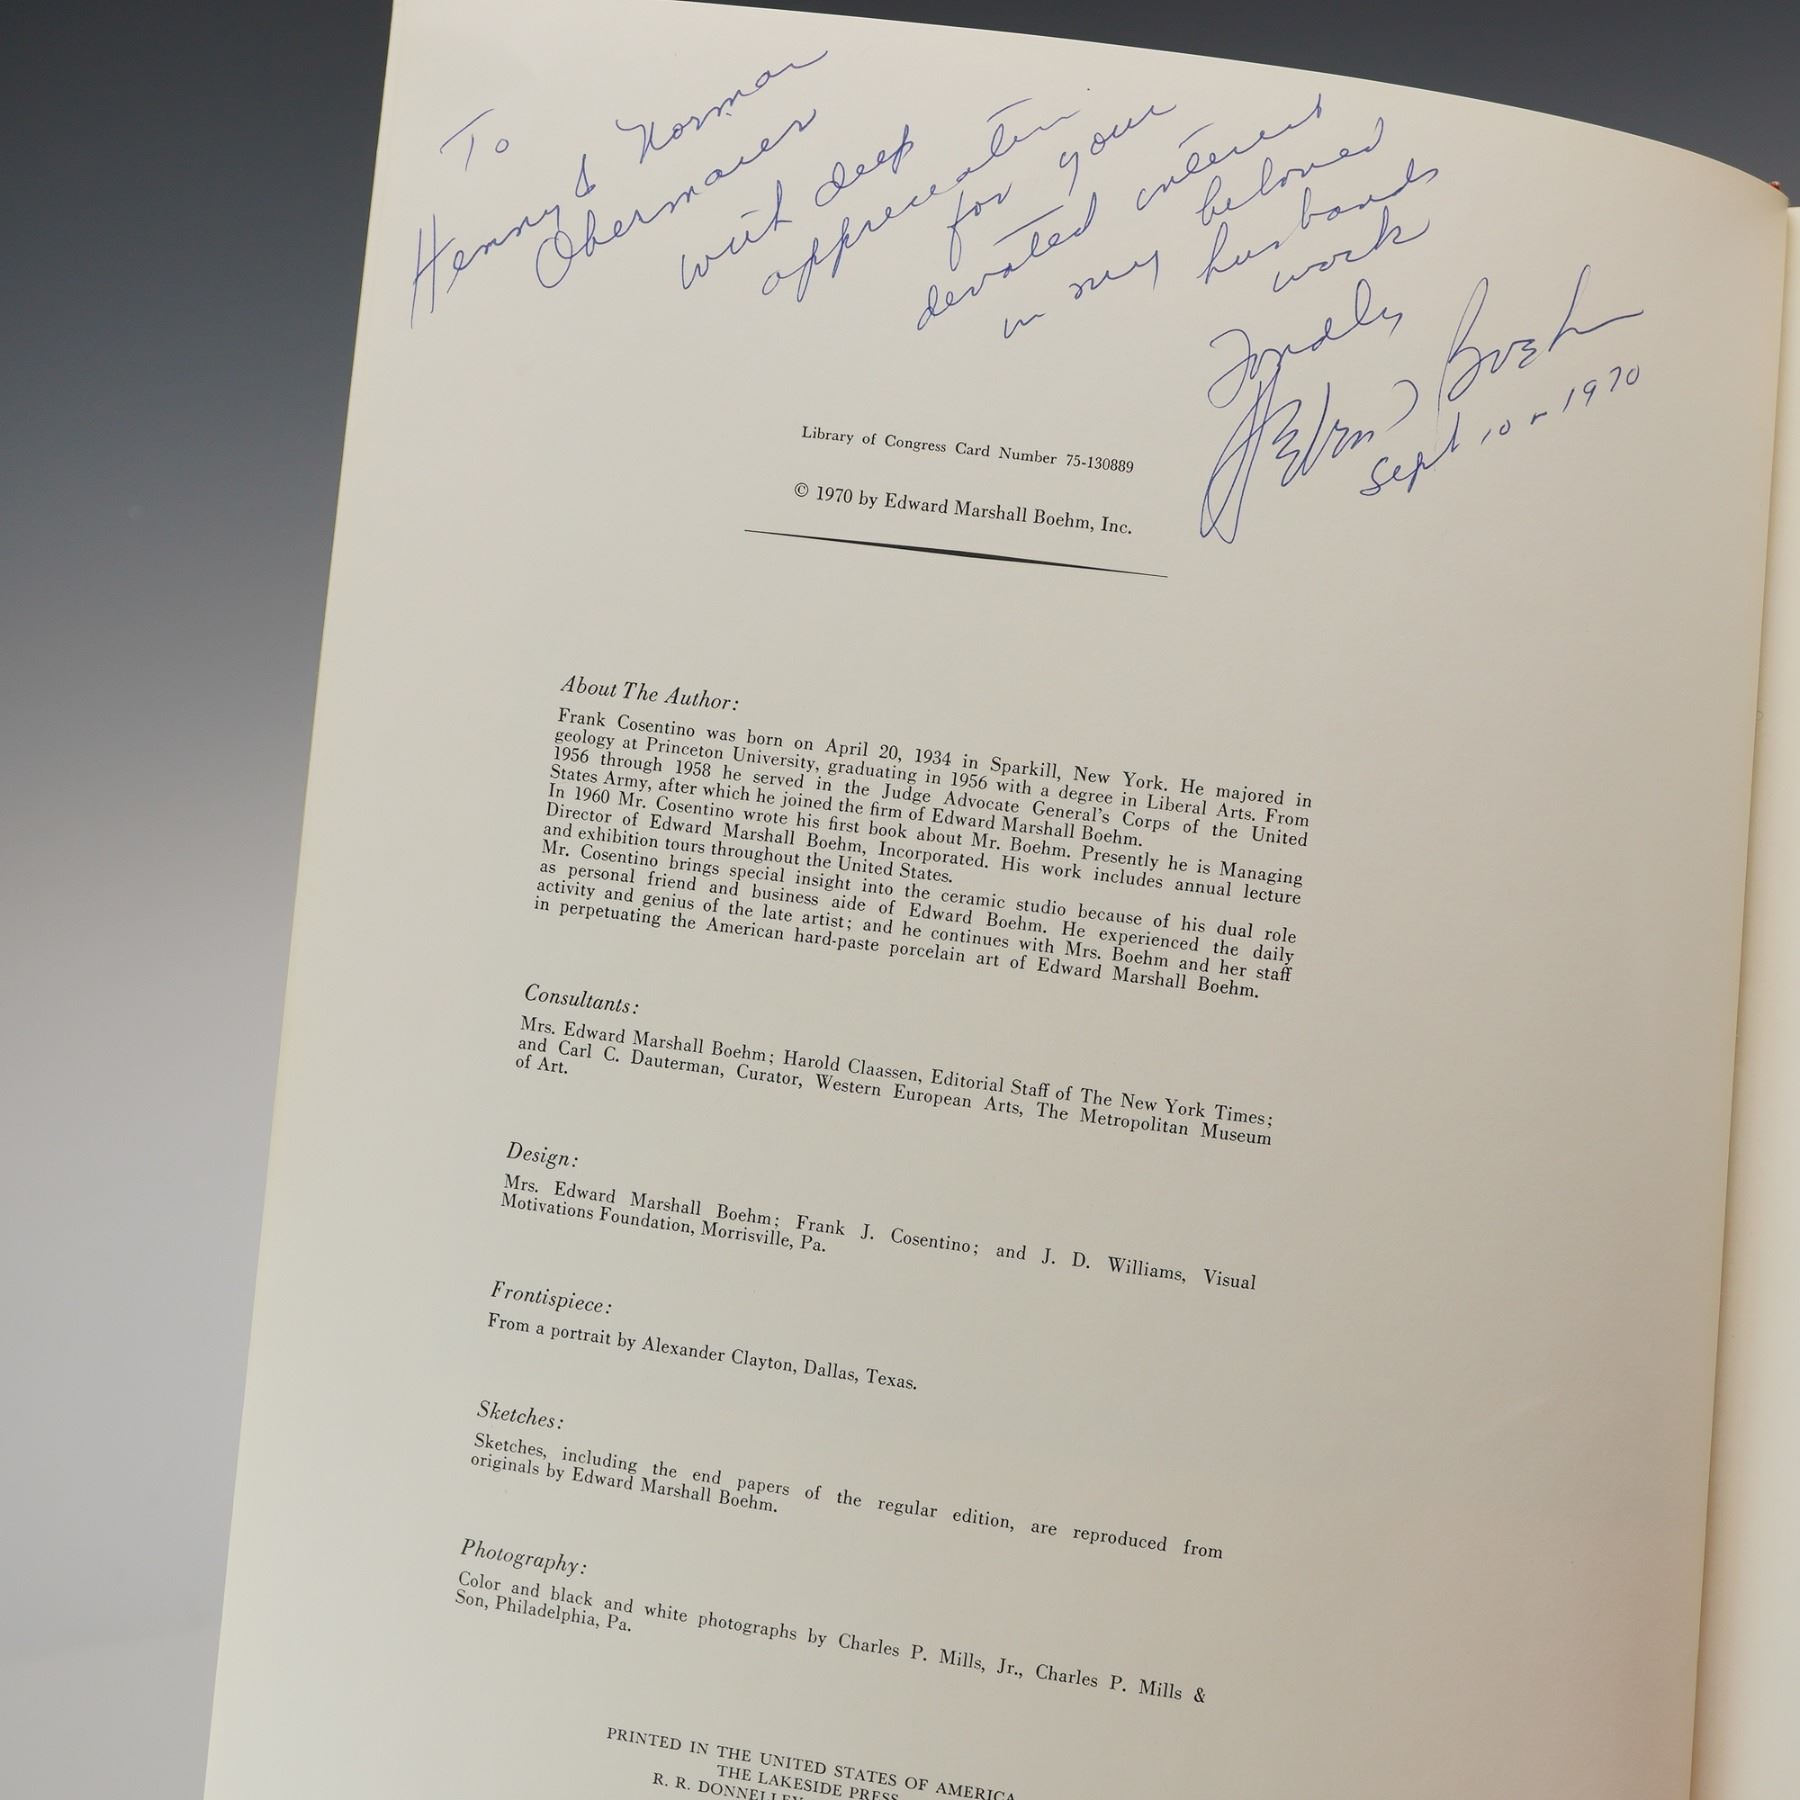 To
Henny & Norman
Obermauer
with deep
appreciation
for your
devoted interest
in my beloved
husbands
work
Fondly
Helen Boehm
Sept 10 - 1970
Library of Congress Card Number 75-130889
© 1970 by Edward Marshall Boehm, Inc.
About The Author:
Frank Cosentino was born on April 20, 1934 in Sparkill, New York. He majored in
geology at Princeton University, graduating in 1956 with a degree in Liberal Arts. From
1956 through 1958 he served in the Judge Advocate General's Corps of the United
States Army, after which he joined the firm of Edward Marshall Boehm.
In 1960 Mr. Cosentino wrote his first book about Mr. Boehm. Presently he is Managing
Director of Edward Marshall Boehm, Incorporated. His work includes annual lecture
and exhibition tours throughout the United States.
Mr. Cosentino brings special insight into the ceramic studio because of his dual role
as personal friend and business aide of Edward Boehm. He experienced the daily
activity and genius of the late artist; and he continues with Mrs. Boehm and her staff
in perpetuating the American hard-paste porcelain art of Edward Marshall Boehm.
Consultants:
Mrs. Edward Marshall Boehm; Harold Claassen, Editorial Staff of The New York Times;
and Carl C. Dauterman, Curator, Western European Arts, The Metropolitan Museum
of Art.
Design:
Mrs. Edward Marshall Boehm; Frank J. Cosentino; and J. D. Williams, Visual
Motivations Foundation, Morrisville, Pa.
Frontispiece:
From a portrait by Alexander Clayton, Dallas, Texas.
Sketches:
Sketches, including the end papers of the regular edition, are reproduced from
originals by Edward Marshall Boehm.
Photography:
Color and black and white photographs by Charles P. Mills, Jr., Charles P. Mills &
Son, Philadelphia, Pa.
PRINTED IN THE UNITED STATES OF AMERICA
THE LAKESIDE PRESS
R. R. DONNELLEY